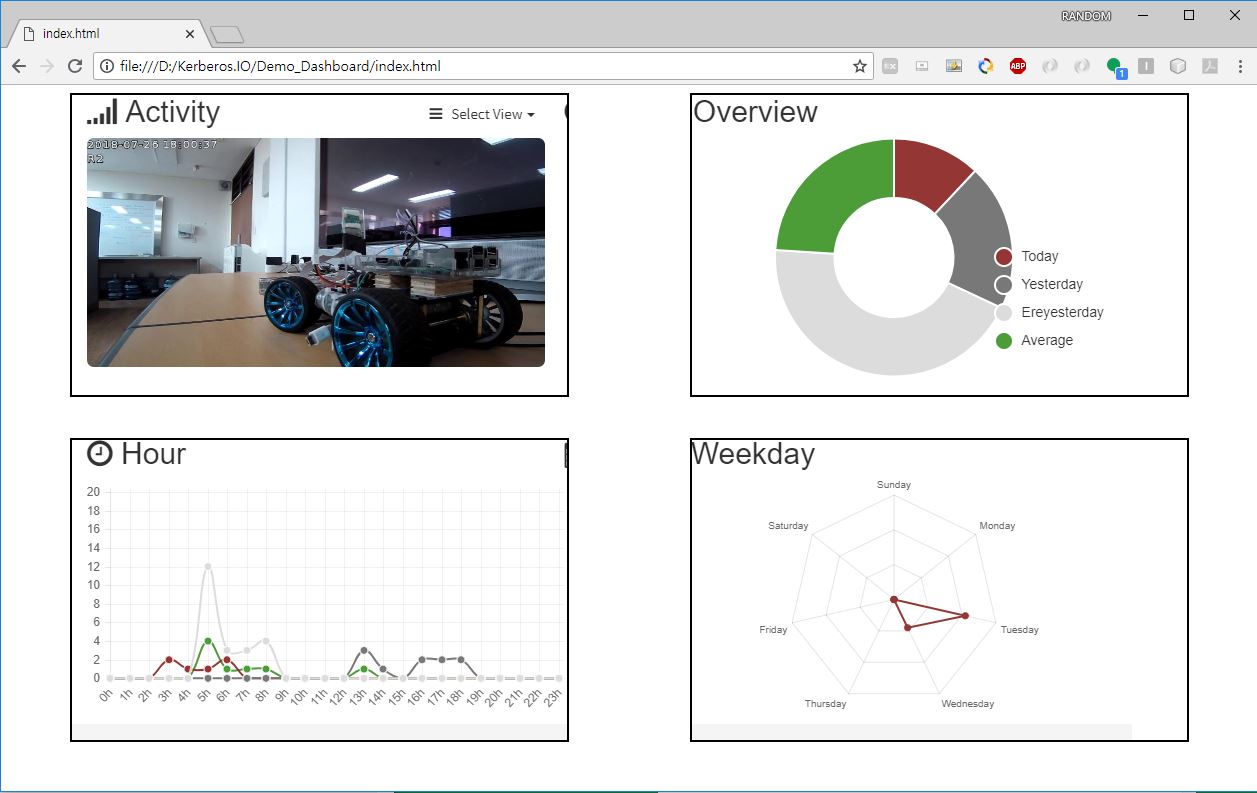 RANDOM
index.html
file:///D:/Kerberos.IO/Demo_Dashboard/index.html
ABP
1
Activity
Select View
2018-07-26 18:00:37
R2
Overview
Today
Yesterday
Ereyesterday
Average
Hour
20
18
16
14
12
10
8
6
4
2
0
0h 1h 2h 3h 4h 5h 6h 7h 8h 9h 10h 11h 12h 13h 14h 15h 16h 17h 18h 19h 20h 21h 22h 23h
Weekday
Sunday
Saturday Monday
Friday Tuesday
Thursday Wednesday